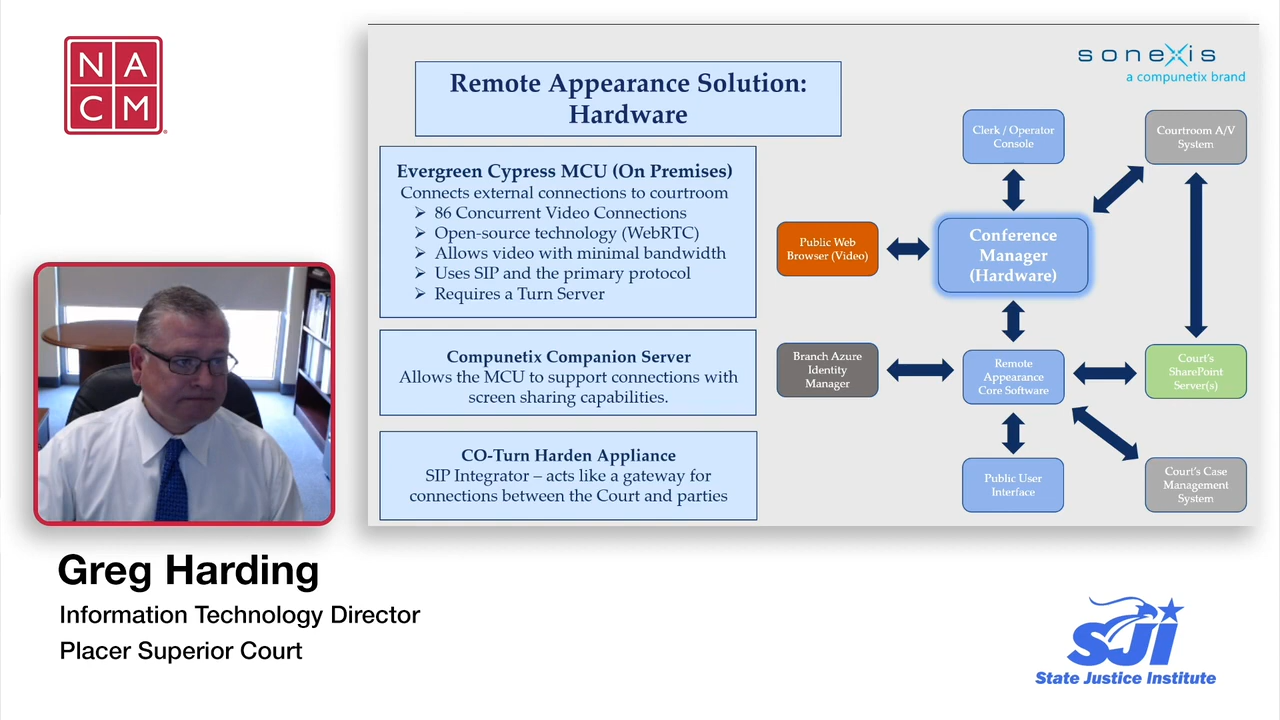 NA
CM
sonexis
a compunetix brand
Remote Appearance Solution:
Hardware
Evergreen Cypress MCU (On Premises)
Connects external connections to courtroom
➢ 86 Concurrent Video Connections
➢ Open-source technology (WebRTC)
➢ Allows video with minimal bandwidth
➢ Uses SIP and the primary protocol
➢ Requires a Turn Server
Compunetix Companion Server
Allows the MCU to support connections with
screen sharing capabilities.
CO-Turn Harden Appliance
SIP Integrator – acts like a gateway for
connections between the Court and parties
Clerk / Operator
Console
Courtroom A/V
System
Public Web
Browser (Video)
Conference
Manager
(Hardware)
Branch Azure
Identity
Manager
Remote
Appearance
Core Software
Court's
SharePoint
Server(s)
Public User
Interface
Court's Case
Management
System
Greg Harding
Information Technology Director
Placer Superior Court
SJI
State Justice Institute